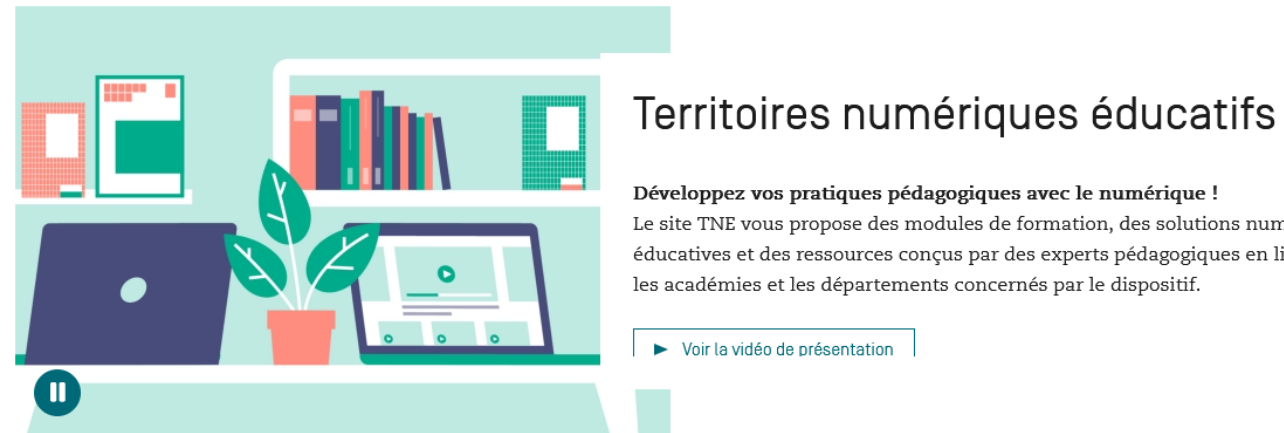 Territoires numériques éducatifs
Développez vos pratiques pédagogiques avec le numérique !
Le site TNE vous propose des modules de formation, des solutions
éducatives et des ressources conçus par des experts pédagogiques en
les académies et les départements concernés par le dispositif.
Voir la vidéo de présentation